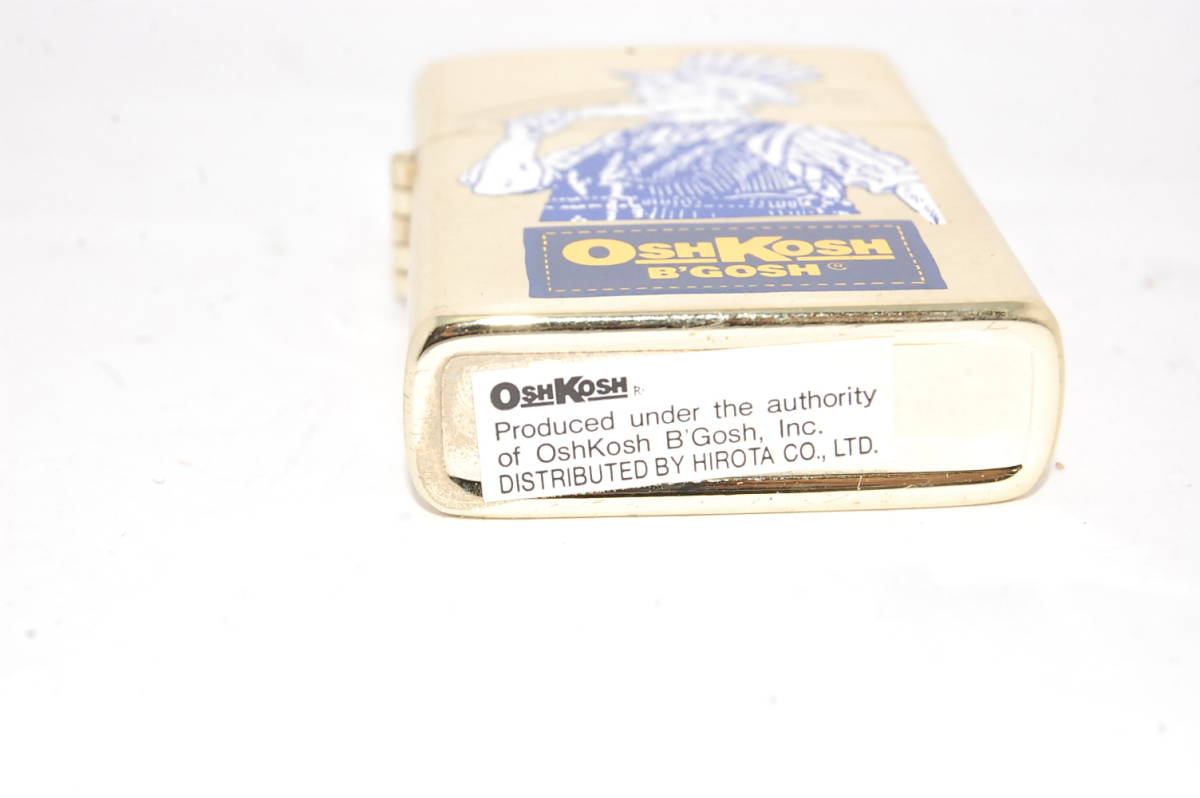 OSHKOSH
B'GOSH ®
OSHKOSH R.
Produced under the authority
of OshKosh B'Gosh, Inc.
DISTRIBUTED BY HIROTA CO., LTD.